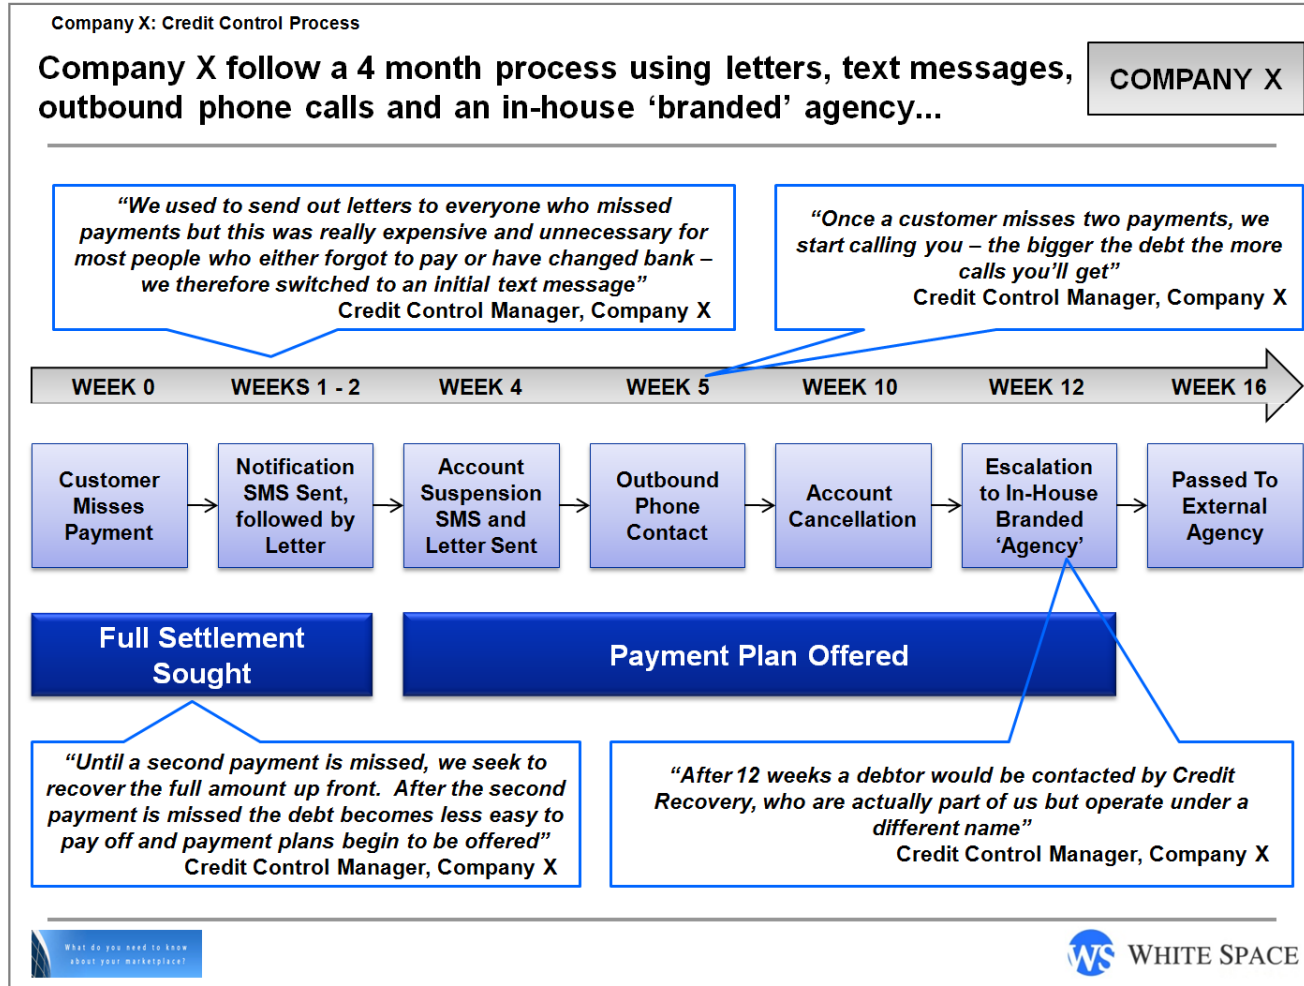 Company X: Credit Control Process
Company X follow a 4 month process using letters, text messages,
outbound phone calls and an in-house ‘branded’ agency...
COMPANY X
“We used to send out letters to everyone who missed
payments but this was really expensive and unnecessary for
most people who either forgot to pay or have changed bank –
we therefore switched to an initial text message”
Credit Control Manager, Company X
“Once a customer misses two payments, we
start calling you – the bigger the debt the more
calls you’ll get”
Credit Control Manager, Company X
WEEK 0
WEEKS 1 - 2
WEEK 4
WEEK 5
WEEK 10
WEEK 12
WEEK 16
Customer
Misses
Payment
Notification
SMS Sent,
followed by
Letter
Account
Suspension
SMS and
Letter Sent
Outbound
Phone
Contact
Account
Cancellation
Escalation
to In-House
Branded
‘Agency’
Passed To
External
Agency
Full Settlement
Sought
Payment Plan Offered
“Until a second payment is missed, we seek to
recover the full amount up front.  After the second
payment is missed the debt becomes less easy to
pay off and payment plans begin to be offered”
Credit Control Manager, Company X
“After 12 weeks a debtor would be contacted by Credit
Recovery, who are actually part of us but operate under a
different name”
Credit Control Manager, Company X
What do you need to know
about your marketplace?
WS WHITE SPACE